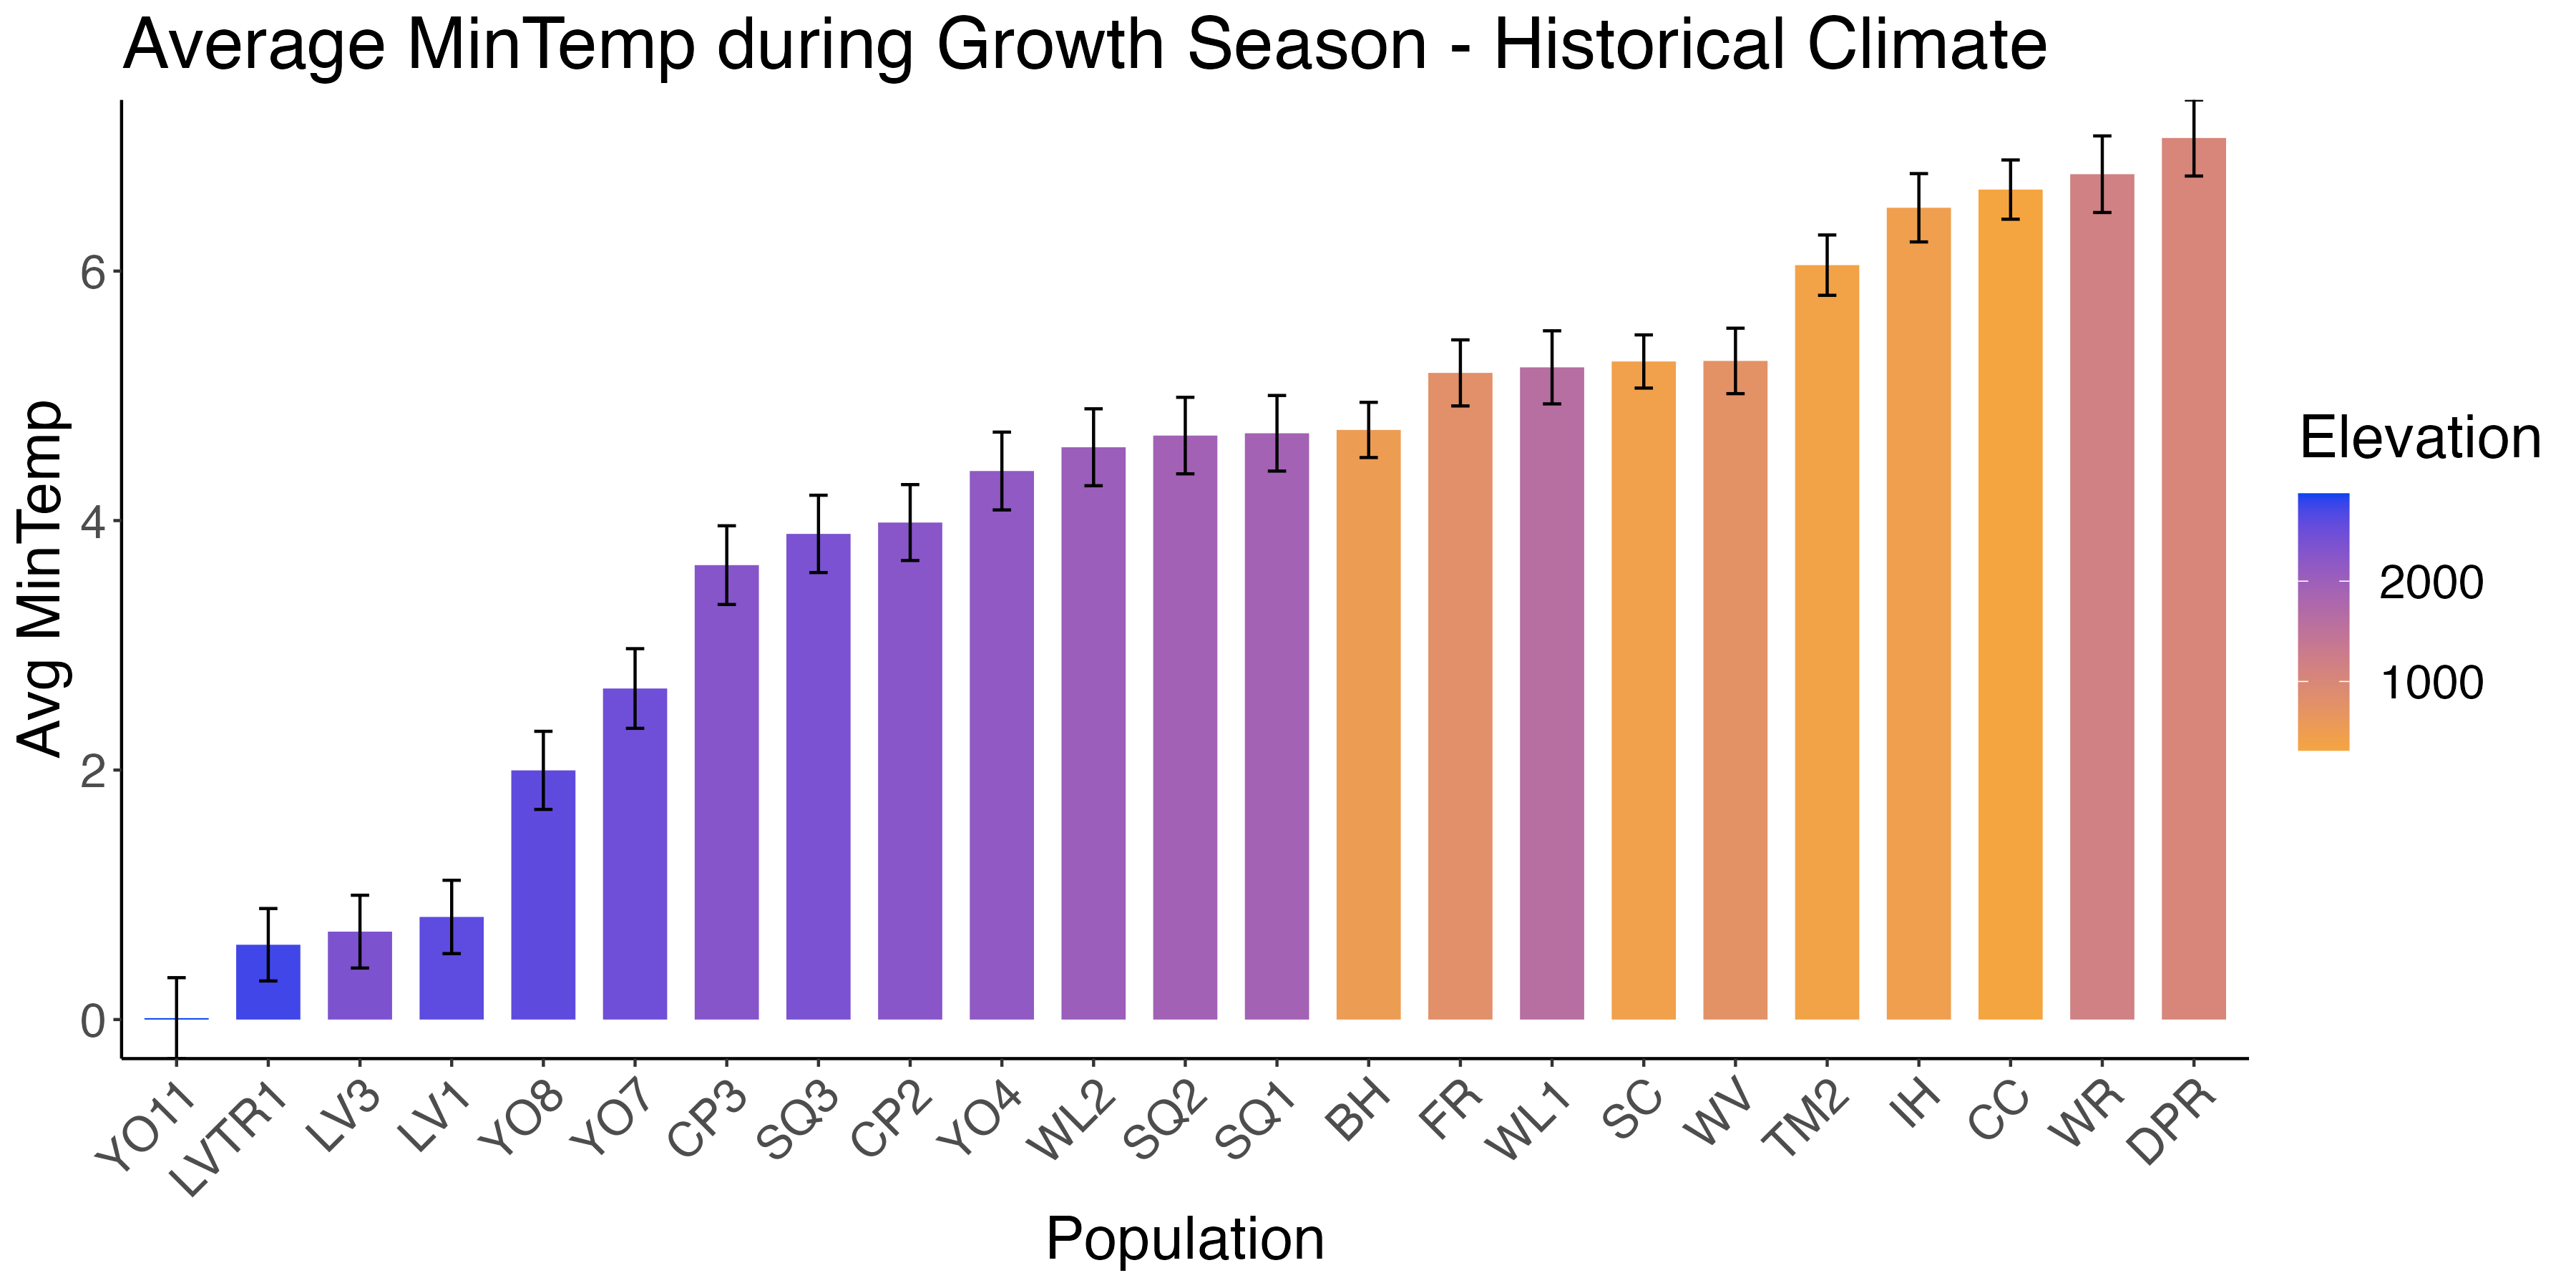 Average MinTemp during Growth Season - Historical Climate
Avg MinTemp
6
4
2
0
YO11
LVTR1
LV3
LV1
YO8
YO7
CP3
SQ3
CP2
YO4
WL2
SQ2
SQ1
BH
FR
WL1
SC
WV
TM2
IH
CC
WR
DPR
Population
Elevation
2000
1000